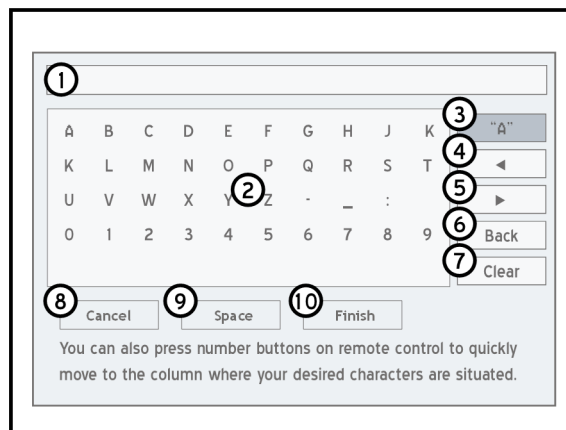 1
3 "A"
A B C D E F G H J K
4 ◄
K L M N O P Q R S T
2
5 ►
U V W X Y Z - _ :
6 Back
0 1 2 3 4 5 6 7 8 9
7 Clear
8 Cancel 9 Space 10 Finish
You can also press number buttons on remote control to quickly
move to the column where your desired characters are situated.